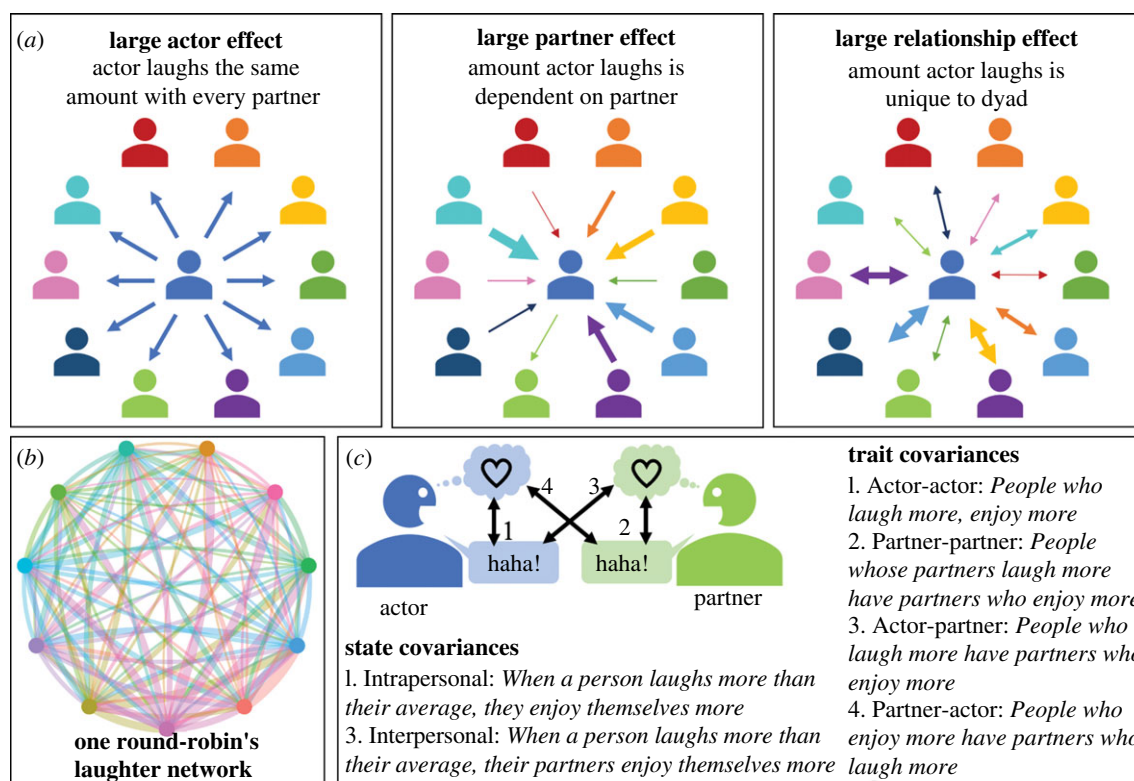 (a)
large actor effect
actor laughs the same
amount with every partner
large partner effect
amount actor laughs is
dependent on partner
large relationship effect
amount actor laughs is
unique to dyad
(b)
one round-robin's
laughter network
(c)
4
3
1
2
haha!
haha!
actor
partner
state covariances
l. Intrapersonal: When a person laughs more than
their average, they enjoy themselves more
3. Interpersonal: When a person laughs more than
their average, their partners enjoy themselves more
trait covariances
l. Actor-actor: People who
laugh more, enjoy more
2. Partner-partner: People
whose partners laugh more
have partners who enjoy more
3. Actor-partner: People who
laugh more have partners who
enjoy more
4. Partner-actor: People who
enjoy more have partners who
laugh more